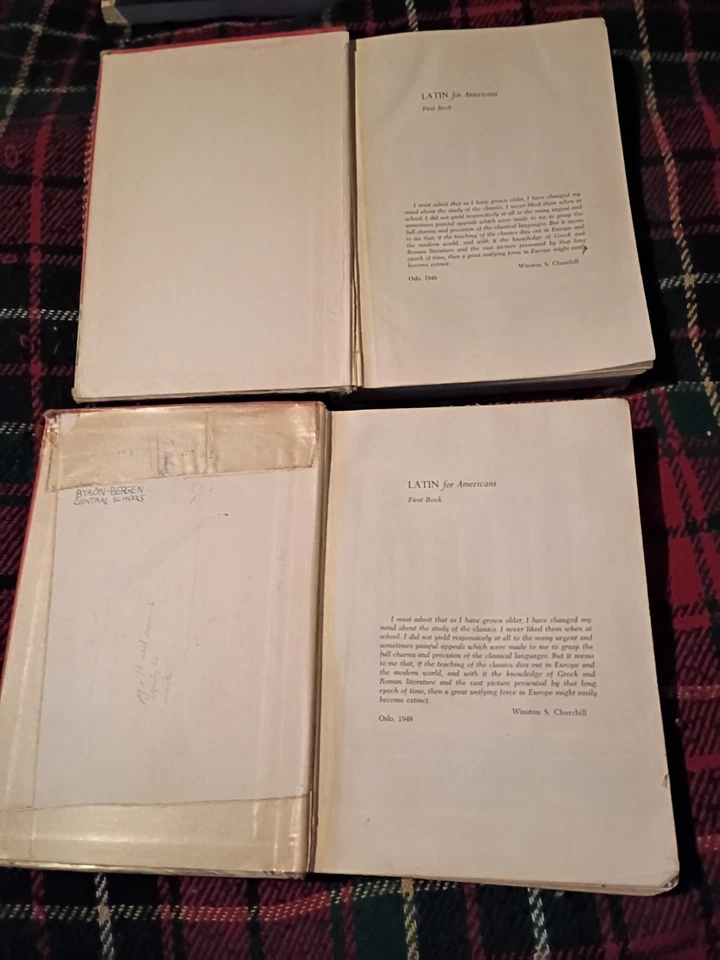 LATIN for Americans
First Book
I must admit that as I have grown older, I have changed my
mind about the study of the classics. I never liked them when at
school. I did not yield responsively at all to the many urgent and
sometimes painful appeals which were made to me to grasp the
full charms and precision of the classical languages. But it seems
to me that, if the teaching of the classics dies out in Europe and
the modern world, and with it the knowledge of Greek and
Roman literature and the vast picture presented by that long
epoch of time, then a great unifying force in Europe might easily
become extinct.
Winston S. Churchill
Oslo, 1948
BYRON-BERGEN
CENTRAL SCHOOLS
LATIN for Americans
First Book
I must admit that as I have grown older, I have changed my
mind about the study of the classics. I never liked them when at
school. I did not yield responsively at all to the many urgent and
sometimes painful appeals which were made to me to grasp the
full charms and precision of the classical languages. But it seems
to me that, if the teaching of the classics dies out in Europe and
the modern world, and with it the knowledge of Greek and
Roman literature and the vast picture presented by that long
epoch of time, then a great unifying force in Europe might easily
become extinct.
Winston S. Churchill
Oslo, 1948